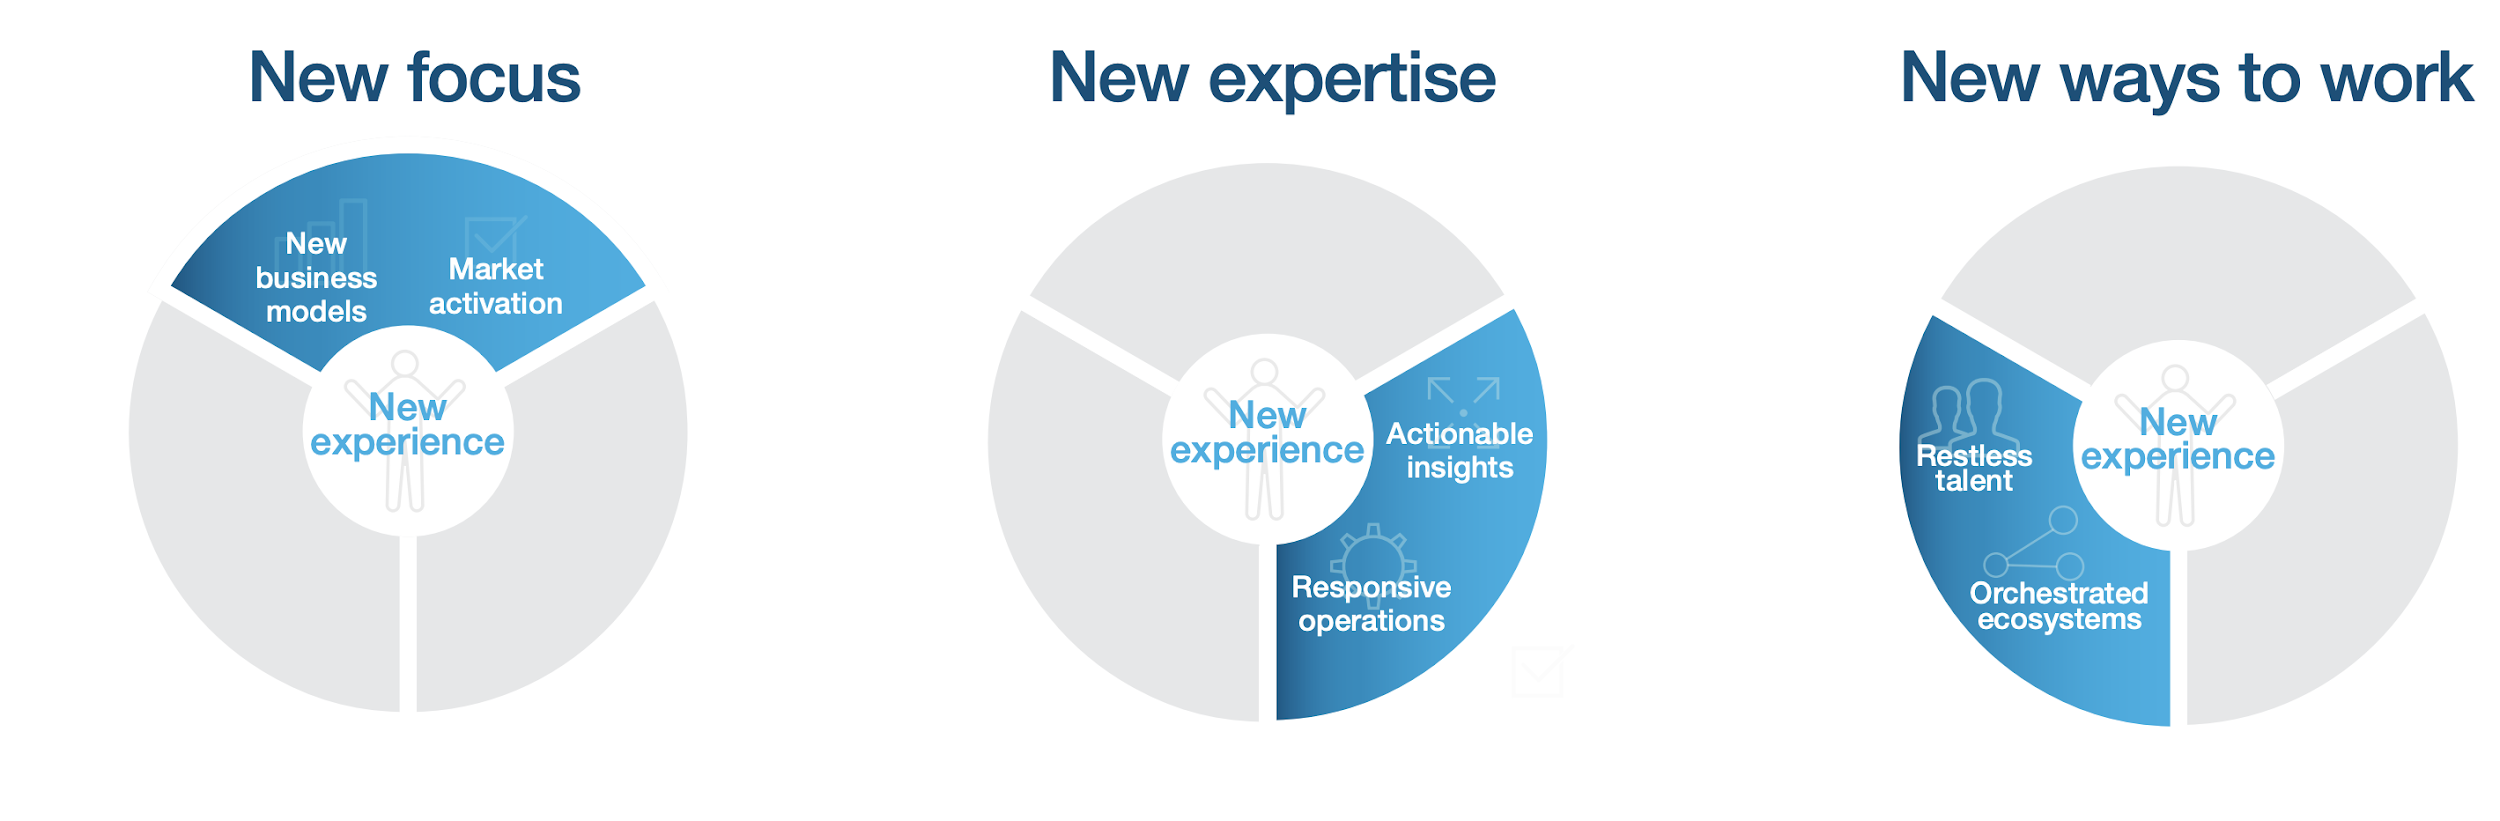 New focus
New
business
models
Market
activation
New
experience
New expertise
New
experience
Actionable
insights
Responsive
operations
New ways to work
New
experience
Restless
talent
Orchestrated
ecosystems